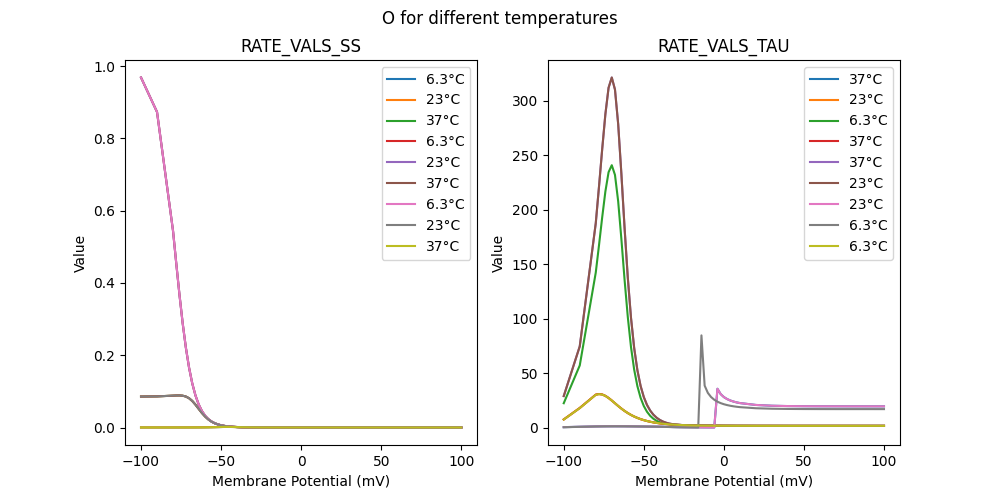 O for different temperatures
RATE_VALS_SS
1.0
0.8
0.6
0.4
0.2
0.0
Value
−100
−50
0
50
100
Membrane Potential (mV)
6.3°C
23°C
37°C
6.3°C
23°C
37°C
6.3°C
23°C
37°C
RATE_VALS_TAU
300
250
200
150
100
50
0
Value
−100
−50
0
50
100
Membrane Potential (mV)
37°C
23°C
6.3°C
37°C
37°C
23°C
23°C
6.3°C
6.3°C